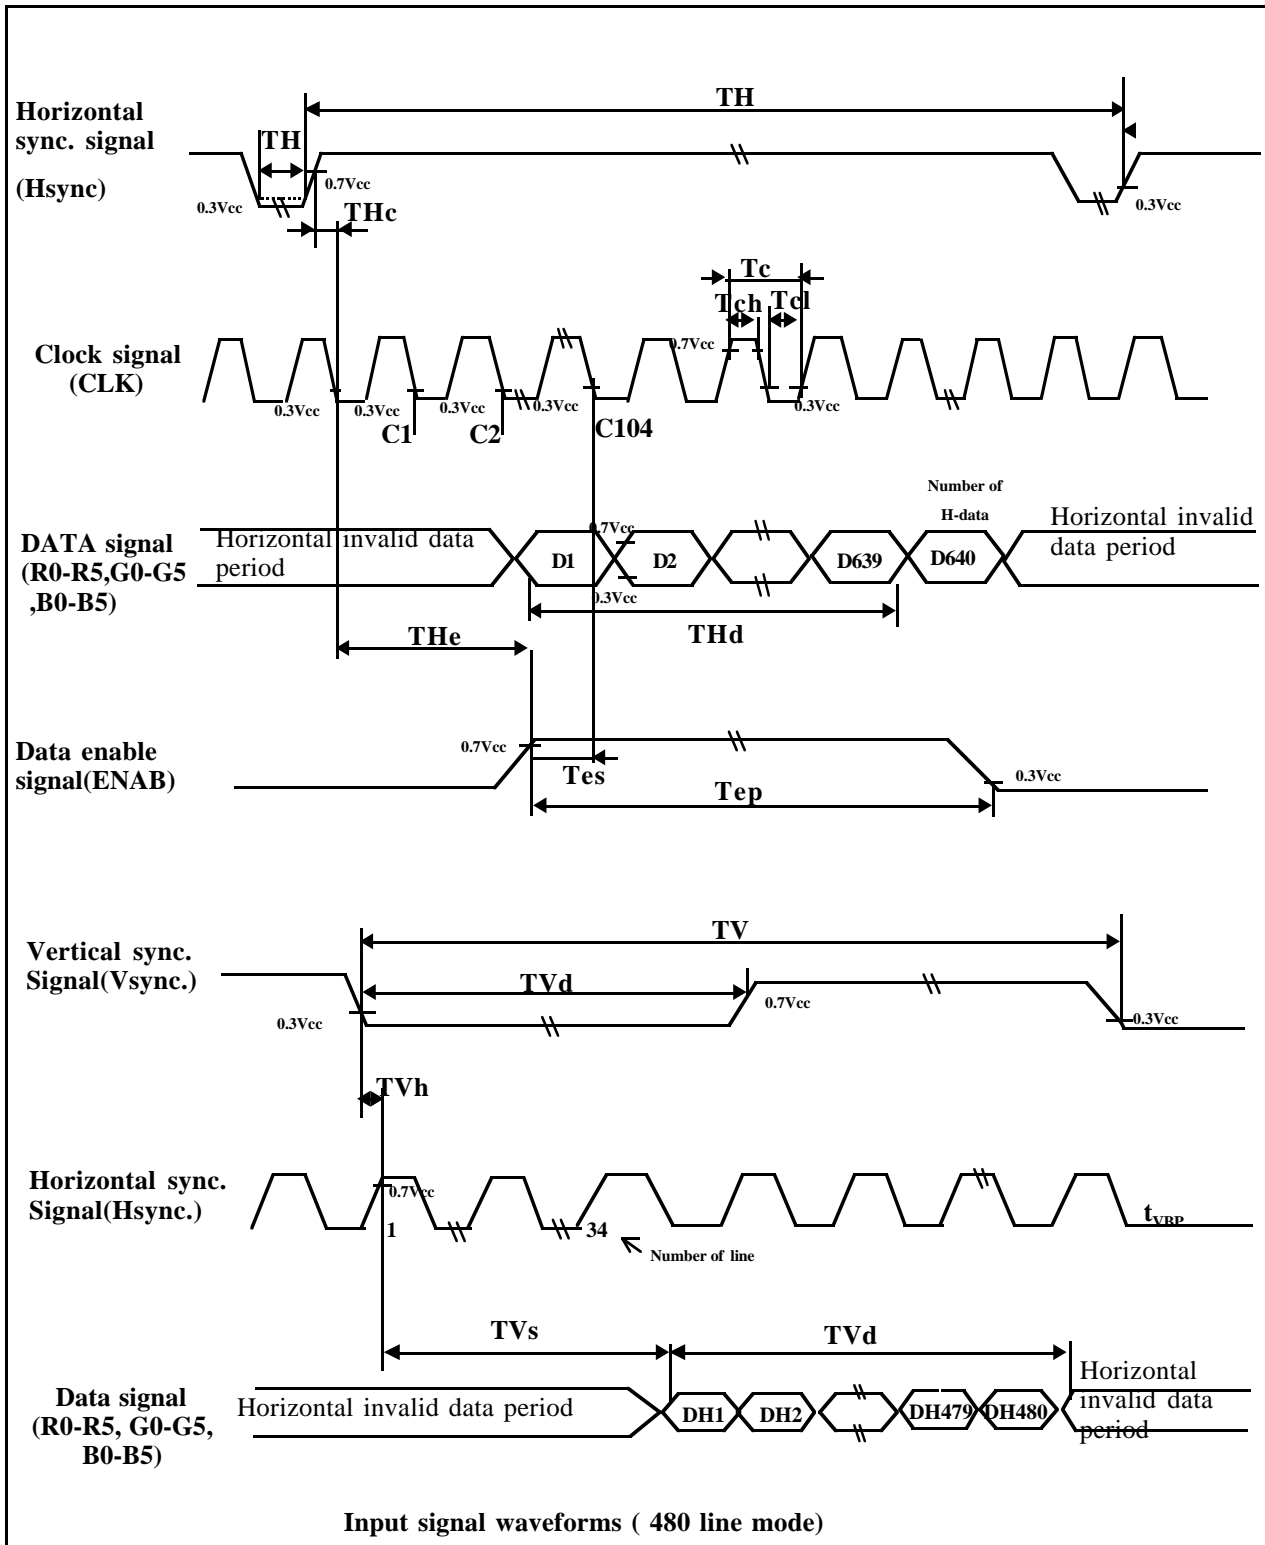 TH
Horizontal
sync. signal
(Hsync)
TH
0.7Vcc
0.3Vcc
THc
0.3Vcc
Tc
Tch
Tcl
Clock signal
(CLK)
0.7Vcc
0.3Vcc
0.3Vcc
0.3Vcc
0.3Vcc
0.3Vcc
C1
C2
C104
Number of
H-data
DATA signal
(R0-R5,G0-G5
,B0-B5)
Horizontal invalid data
period
D1
0.7Vcc
0.3Vcc
D2
D639
D640
Horizontal invalid
data period
THe
THd
Data enable
signal(ENAB)
0.7Vcc
Tes
Tep
0.3Vcc
Vertical sync.
Signal(Vsync.)
TV
TVd
0.3Vcc
0.7Vcc
0.3Vcc
TVh
Horizontal sync.
Signal(Hsync.)
0.7Vcc
1
34
Number of line
tVBP
TVs
TVd
Data signal
(R0-R5, G0-G5,
B0-B5)
Horizontal invalid data period
DH1
DH2
DH479
DH480
Horizontal
invalid data
period
Input signal waveforms ( 480 line mode)